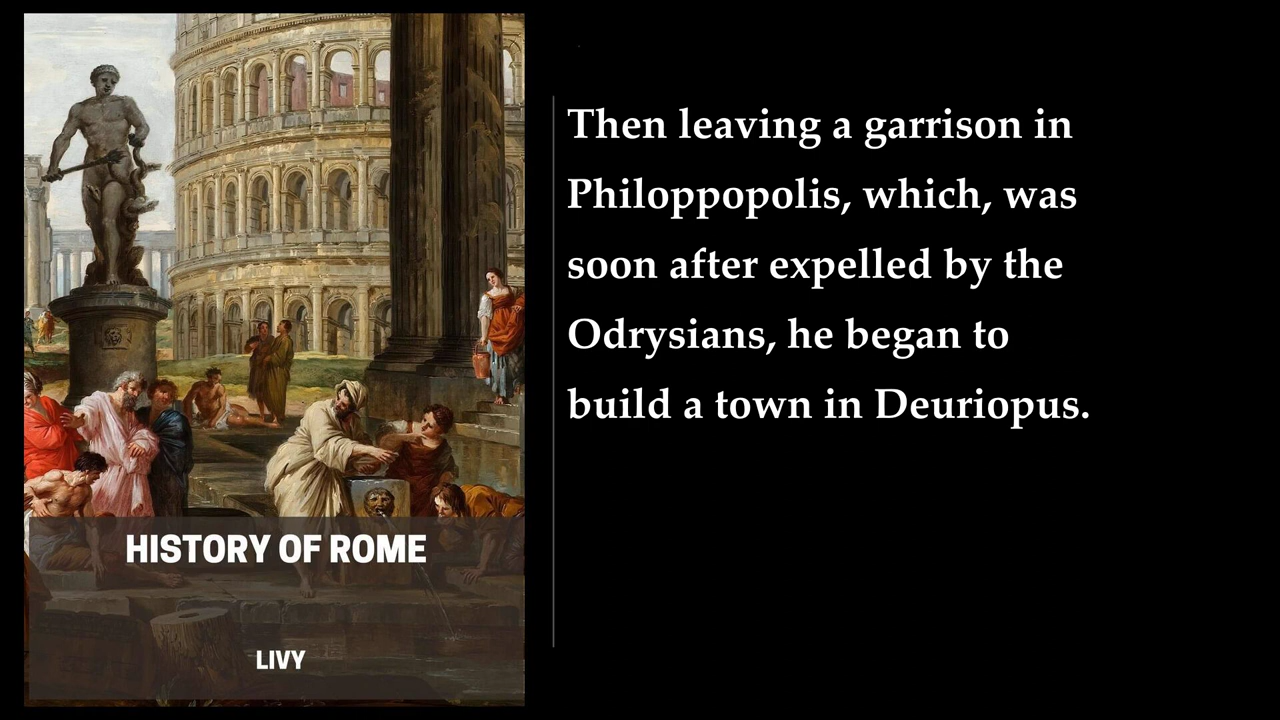 HISTORY OF ROME
LIVY
Then leaving a garrison in
Philoppopolis, which, was
soon after expelled by the
Odrysians, he began to
build a town in Deuriopus.